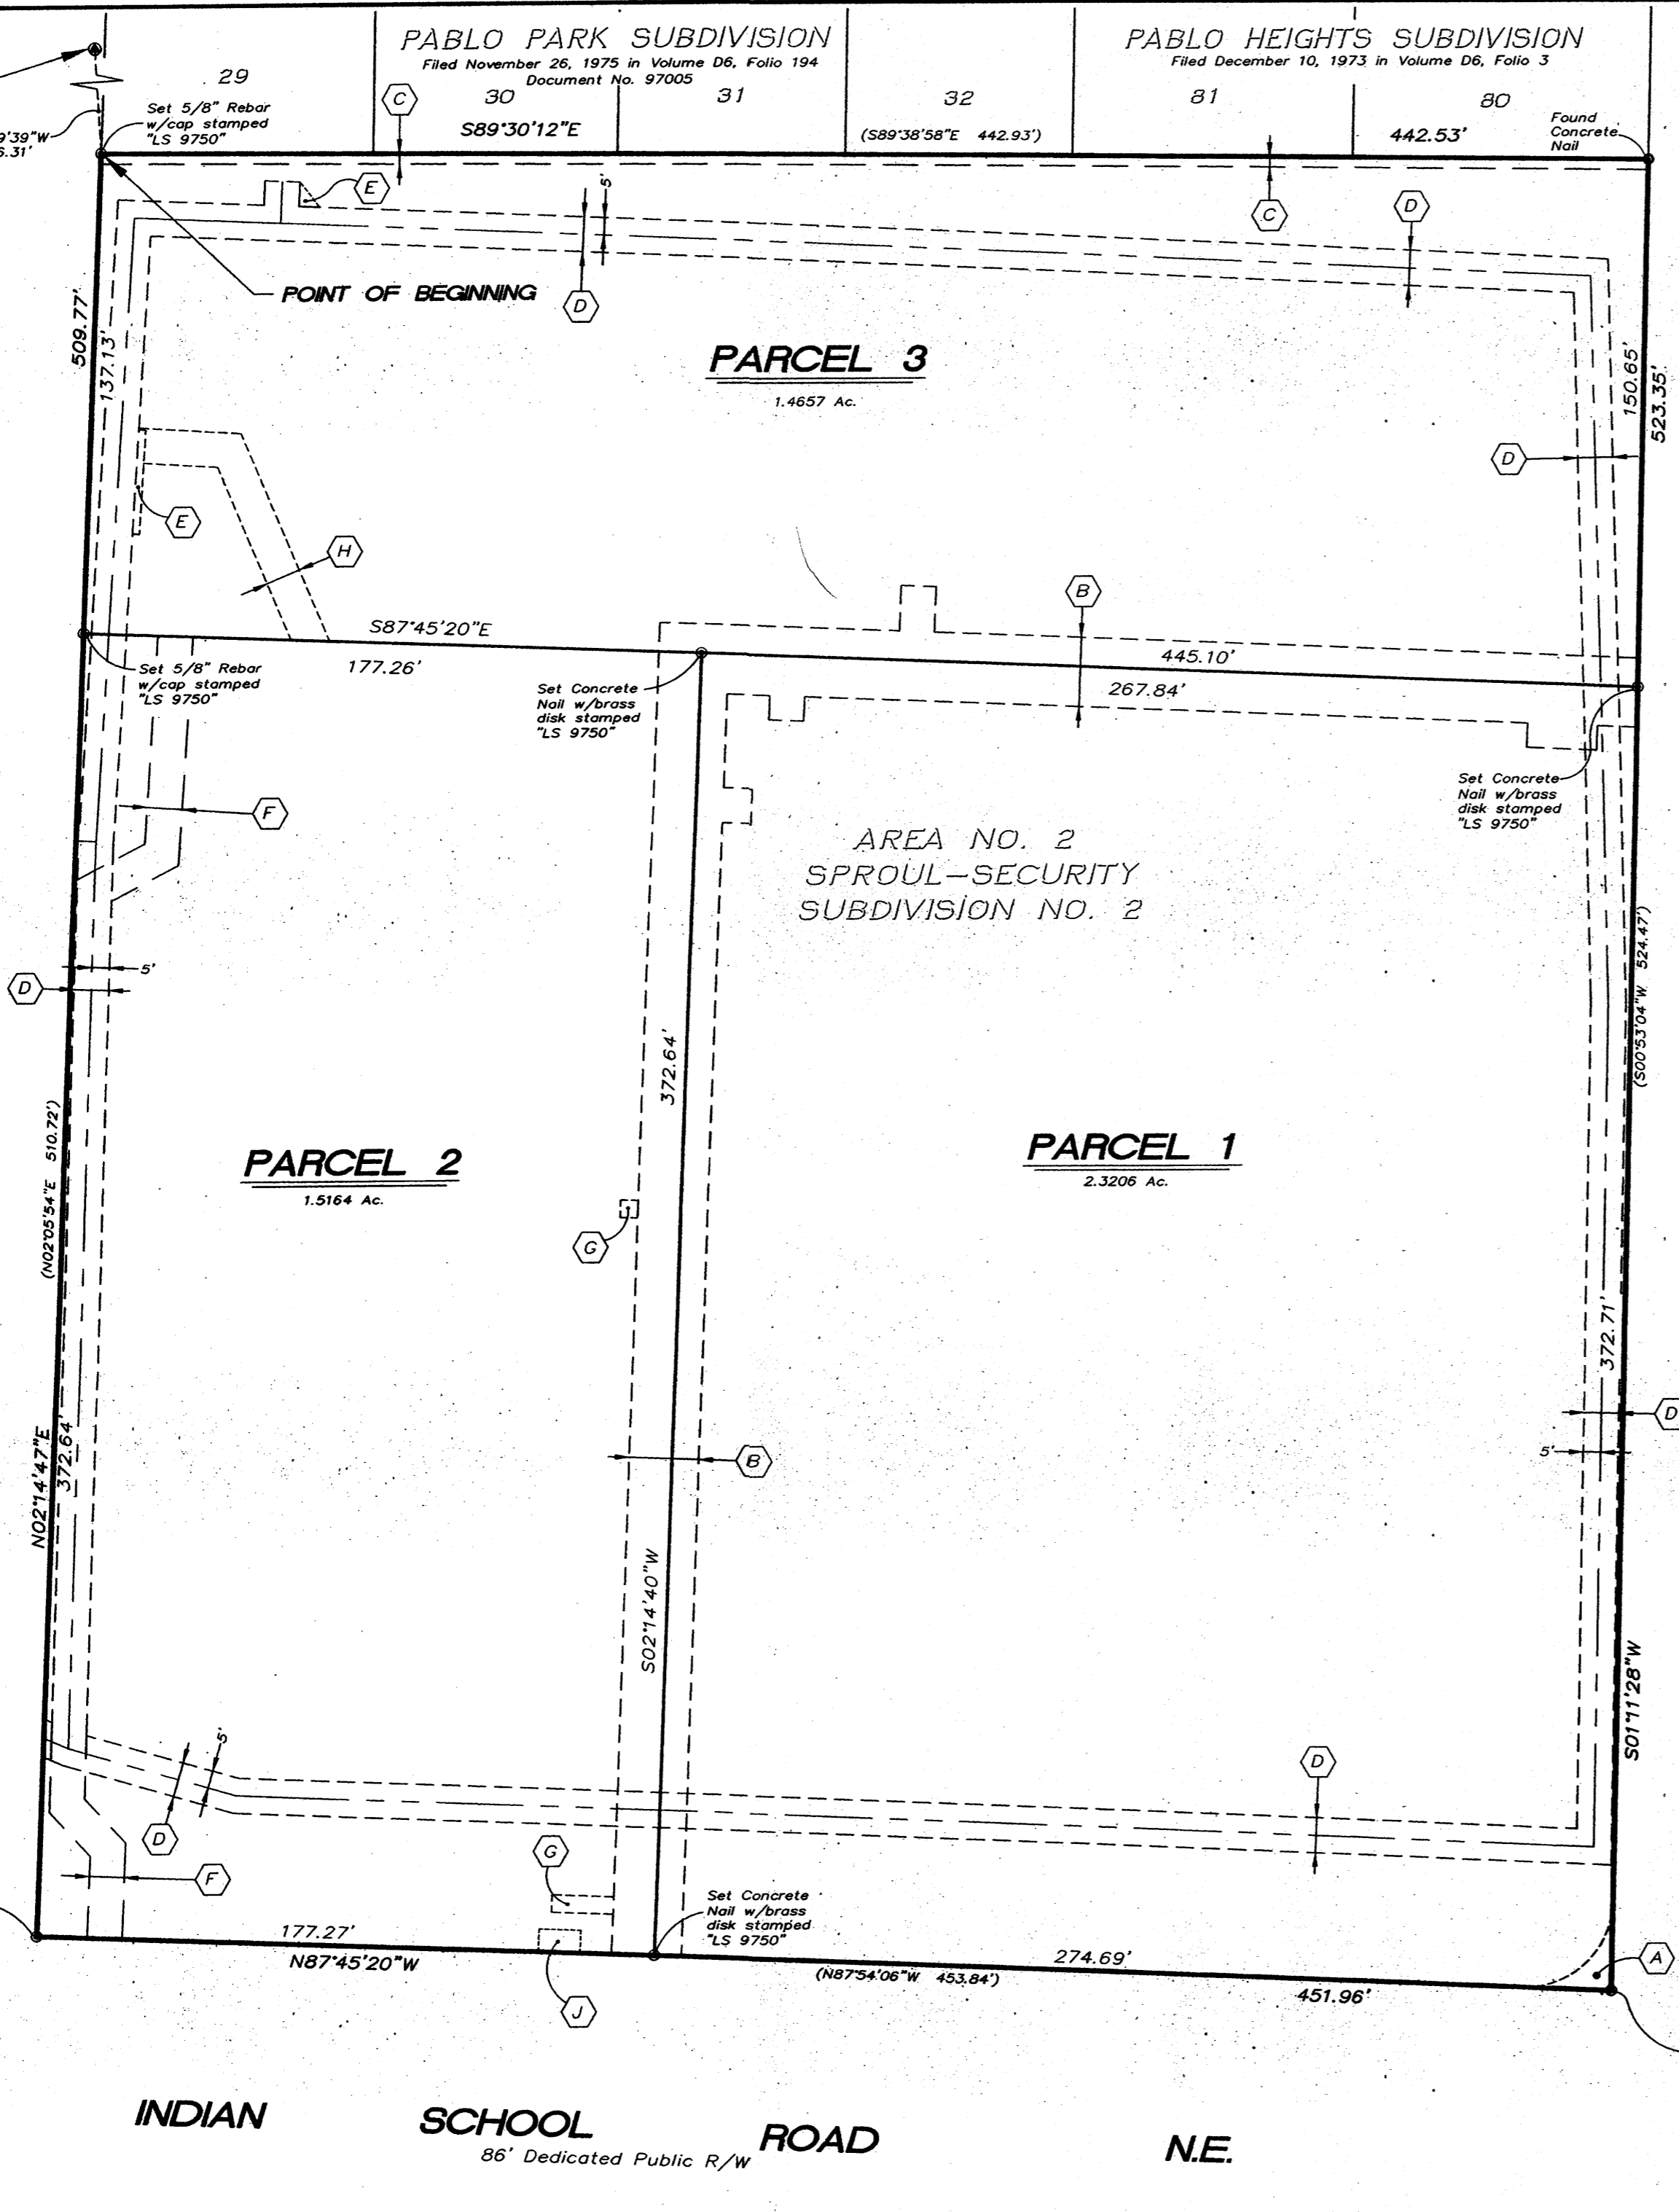 PABLO PARK SUBDIVISION
Filed November 26, 1975 in Volume D6, Folio 194
Document No. 97005
PABLO HEIGHTS SUBDIVISION
Filed December 10, 1973 in Volume D6, Folio 3
29
30
31
32
81
80
C
Set 5/8" Rebar
w/cap stamped
"LS 9750"
S89°30'12"E
(S89°38'58"E 442.93')
442.53'
Found
Concrete
Nail
E
5'
C
D
POINT OF BEGINNING
D
509.77'
137.13'
PARCEL 3
1.4657 Ac.
150.65'
523.35'
D
E
H
B
S87°45'20"E
177.26'
445.10'
267.84'
Set 5/8" Rebar
w/cap stamped
"LS 9750"
Set Concrete
Nail w/brass
disk stamped
"LS 9750"
Set Concrete
Nail w/brass
disk stamped
"LS 9750"
F
AREA NO. 2
SPROUL-SECURITY
SUBDIVISION NO. 2
D
5'
(S00°53'04"W 524.47')
372.64'
(N02°05'54"E 510.72')
PARCEL 2
1.5164 Ac.
PARCEL 1
2.3206 Ac.
G
372.71'
D
5'
N02°14'47"E
372.64'
B
S02°14'40"W
S01°11'28"W
5'
D
D
F
G
Set Concrete
Nail w/brass
disk stamped
"LS 9750"
177.27'
N87°45'20"W
274.69'
(N87°54'06"W 453.84')
451.96'
A
J
INDIAN SCHOOL ROAD N.E.
86' Dedicated Public R/W